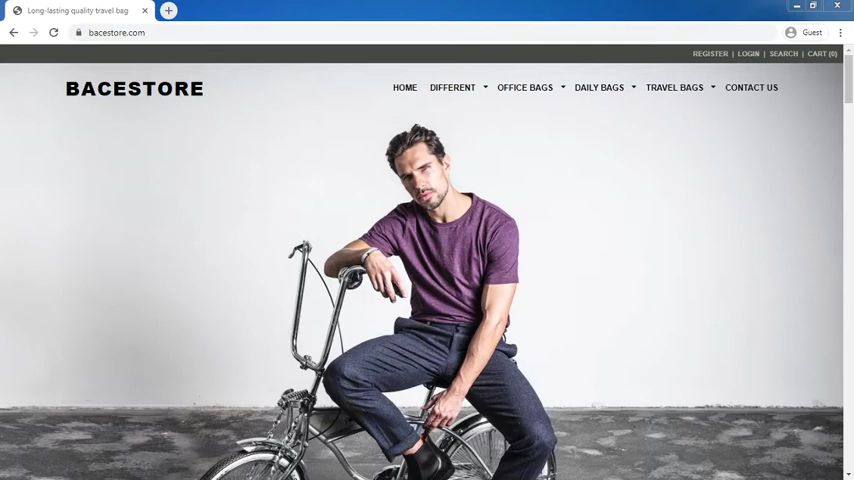 Long-lasting quality travel bag
bacestore.com
Guest
REGISTER | LOGIN | SEARCH | CART (0)
BACESTORE
HOME DIFFERENT OFFICE BAGS DAILY BAGS TRAVEL BAGS CONTACT US